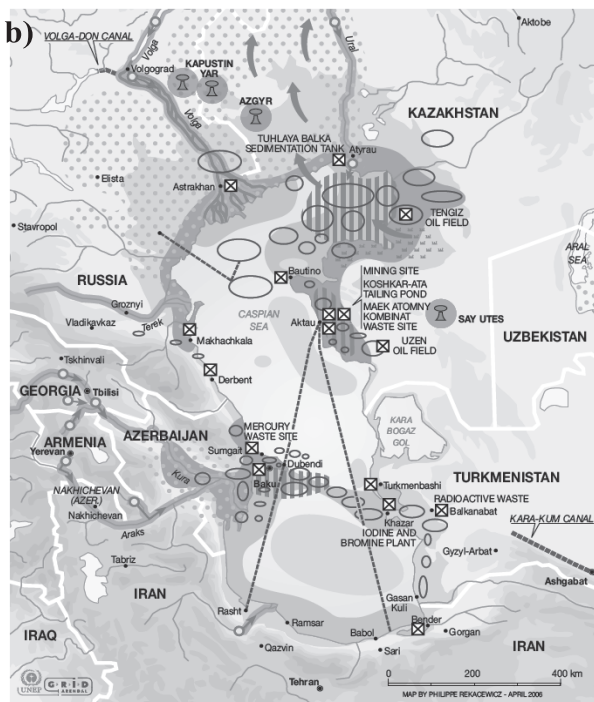 b)
VOLGA-DON CANAL
Volga
Ural
Aktobe
Volgograd
KAPUSTIN
YAR
AZGYR
Volga
KAZAKHSTAN
TUHLAYA BALKA
SEDIMENTATION TANK
Atyrau
Elista
Astrakhan
TENGIZ
OIL FIELD
Stavropol
ARAL
SEA
RUSSIA
Bautino
MINING SITE
KOSHKAR-ATA
TAILING POND
MAEK ATOMNY
KOMBINAT
WASTE SITE
SAY UTES
Groznyi
CASPIAN
SEA
Vladikavkaz
Terek
Aktau
UZBEKISTAN
Makhachkala
UZEN
OIL FIELD
Tskhinvali
Derbent
GEORGIA
Tbilisi
KARA
BOGAZ
GOL
ARMENIA
AZERBAIJAN
MERCURY
WASTE SITE
Yerevan
Sumgait
Dubendi
TURKMENISTAN
Baku
Kura
Turkmenbashi
NAKHICHEVAN
(AZER.)
RADIOACTIVE WASTE
Balkanabat
Nakhichevan
Khazar
KARA-KUM CANAL
IODINE AND
BROMINE PLANT
Araks
Gyzyl-Arbat
Tabriz
Ashgabat
IRAN
Gasan
Kuli
Rasht
Ramsar
Bender
IRAQ
Babol
Gorgan
IRAN
Qazvin
Sari
UNEP
G R I D
ARENDAL
Tehran
0 200 400 km
MAP BY PHILIPPE REKACEWICZ - APRIL 2006